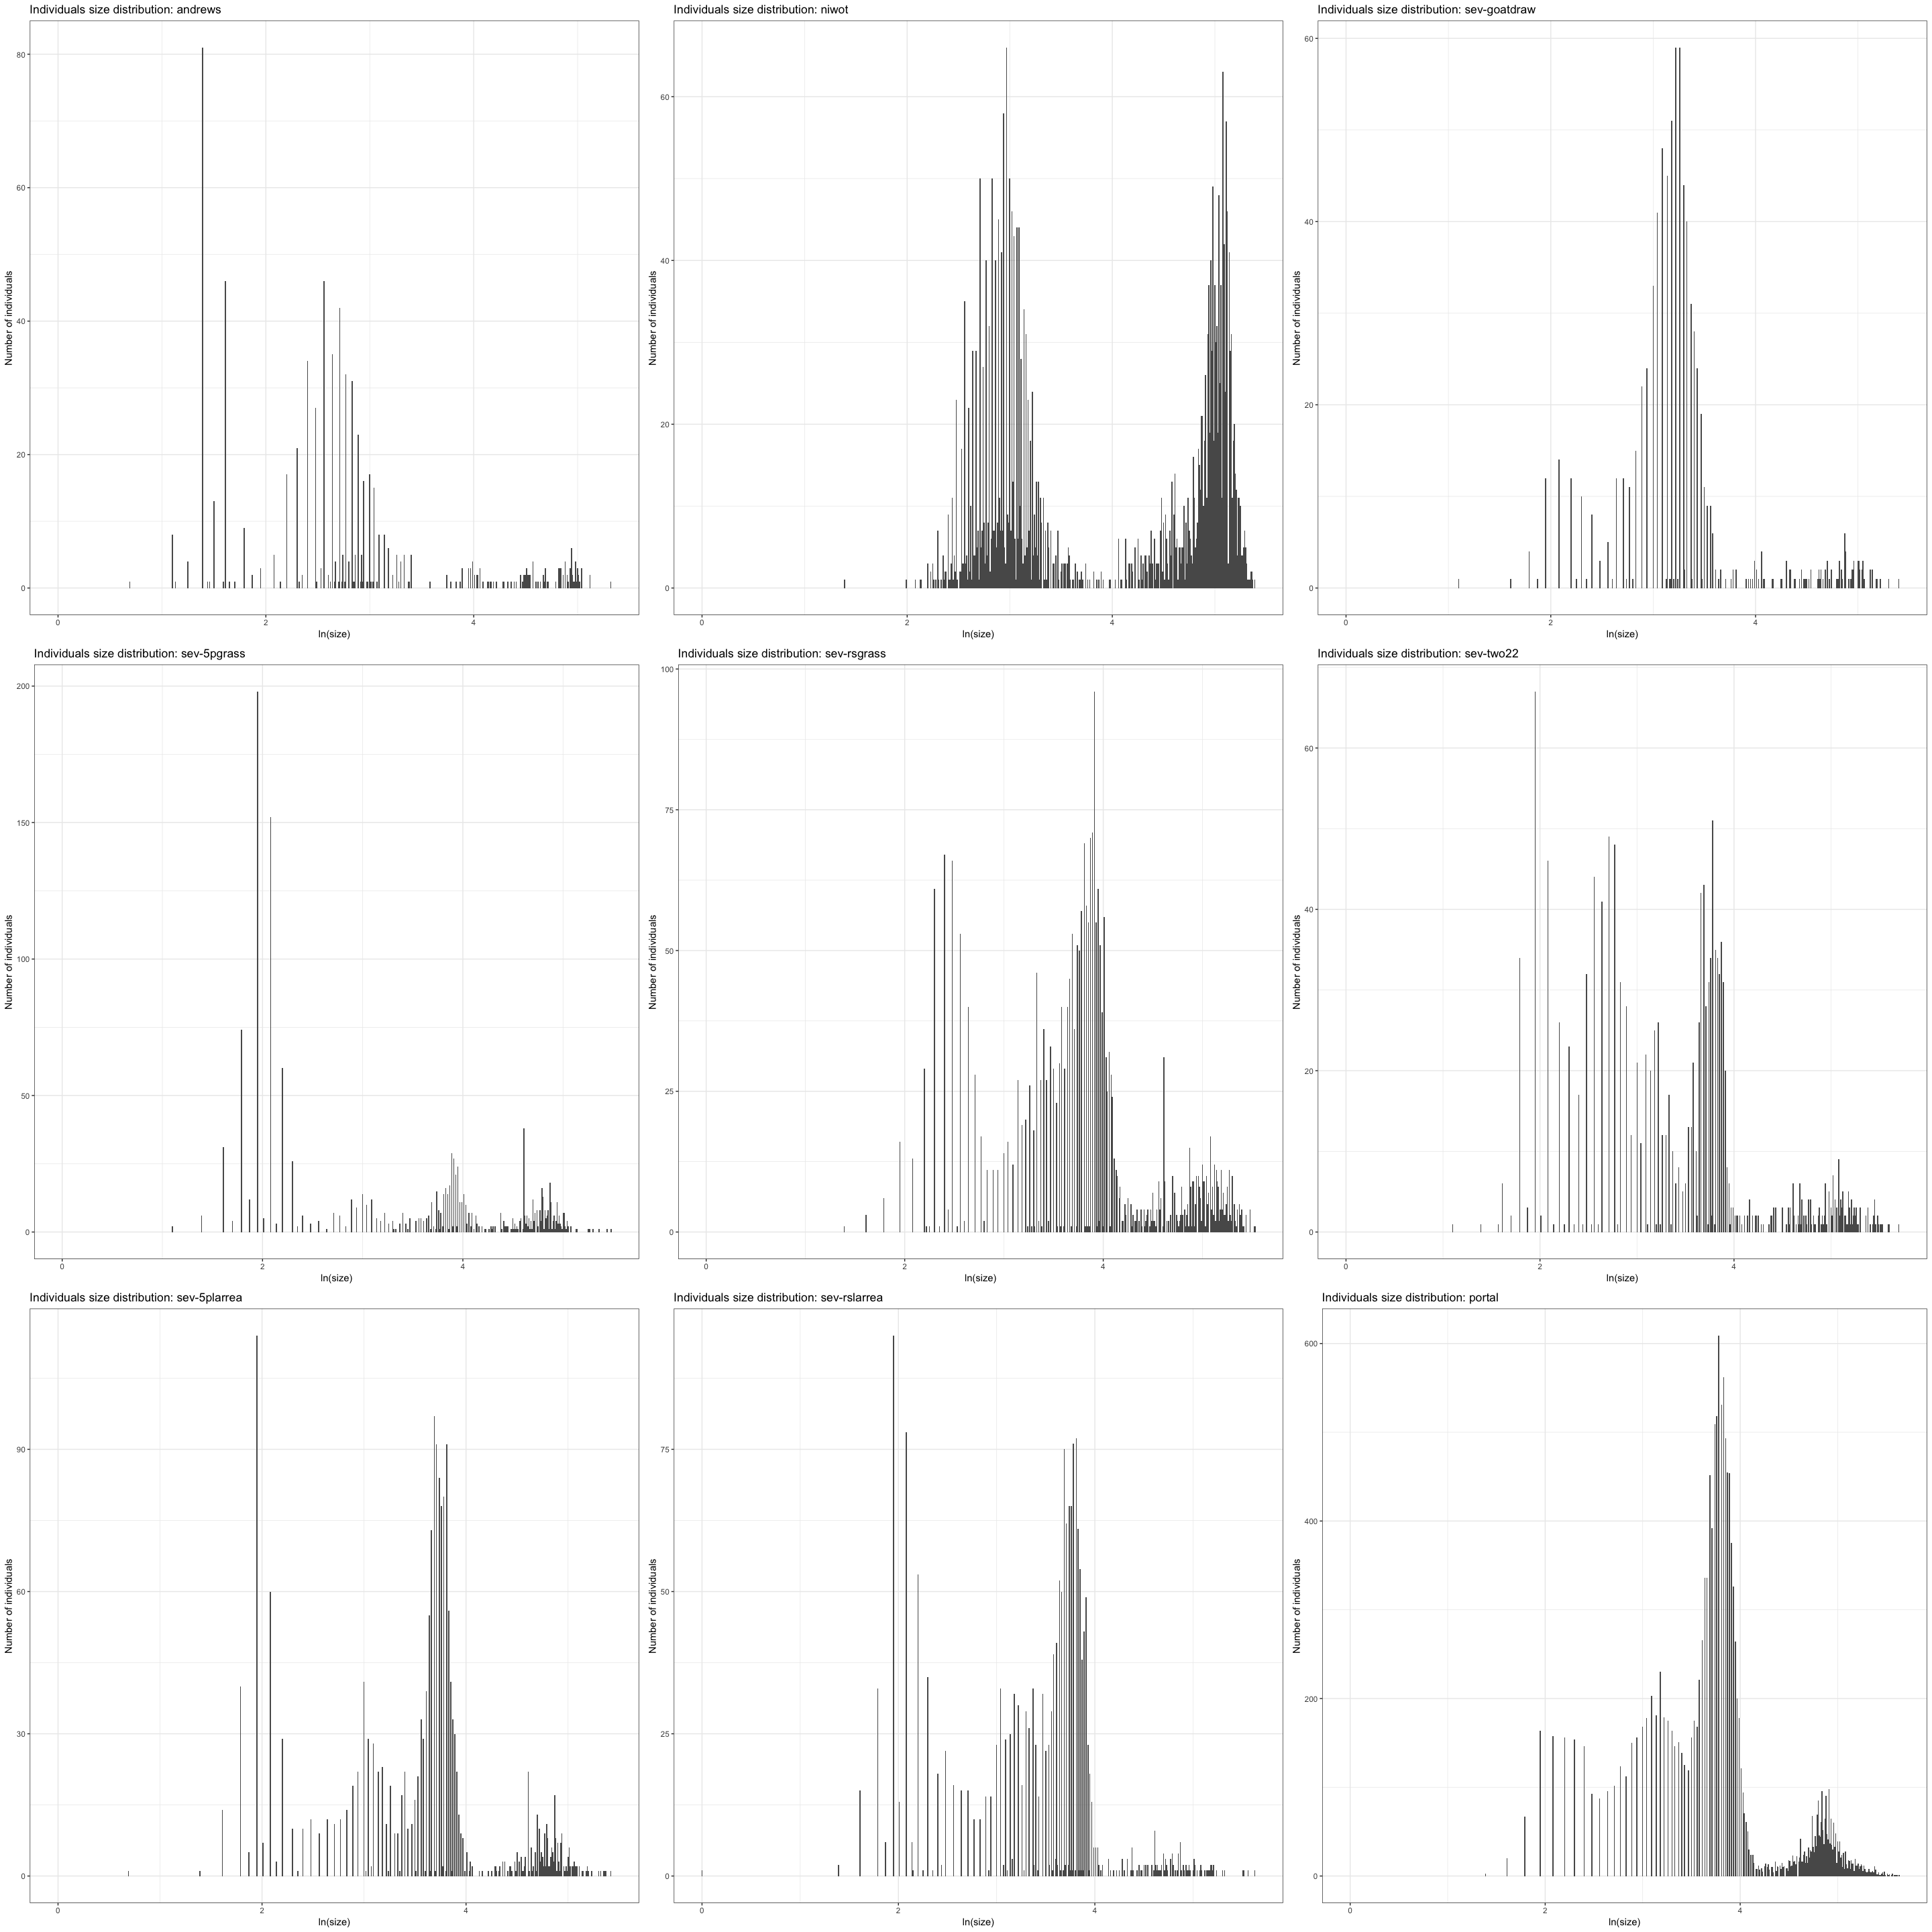 Individuals size distribution: andrews
80
60
40
20
0
Number of individuals
0 2 4
ln(size)
Individuals size distribution: niwot
60
40
20
0
Number of individuals
0 2 4
ln(size)
Individuals size distribution: sev-goatdraw
60
40
20
0
Number of individuals
0 2 4
ln(size)
Individuals size distribution: sev-5pgrass
200
150
100
50
0
Number of individuals
0 2 4
ln(size)
Individuals size distribution: sev-rsgrass
100
75
50
25
0
Number of individuals
0 2 4
ln(size)
Individuals size distribution: sev-two22
60
40
20
0
Number of individuals
0 2 4
ln(size)
Individuals size distribution: sev-5plarrea
90
60
30
0
Number of individuals
0 2 4
ln(size)
Individuals size distribution: sev-rslarrea
75
50
25
0
Number of individuals
0 2 4
ln(size)
Individuals size distribution: portal
600
400
200
0
Number of individuals
0 2 4
ln(size)